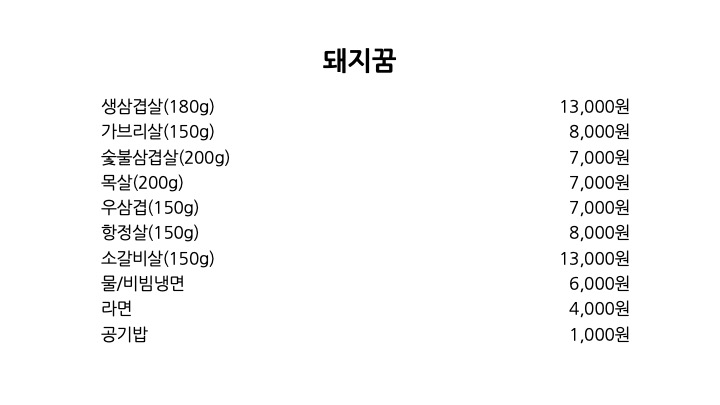 돼지꿈
생삼겹살(180g) 13,000원
가브리살(150g) 8,000원
숯불삼겹살(200g) 7,000원
목살(200g) 7,000원
우삼겹(150g) 7,000원
항정살(150g) 8,000원
소갈비살(150g) 13,000원
물/비빔냉면 6,000원
라면 4,000원
공기밥 1,000원